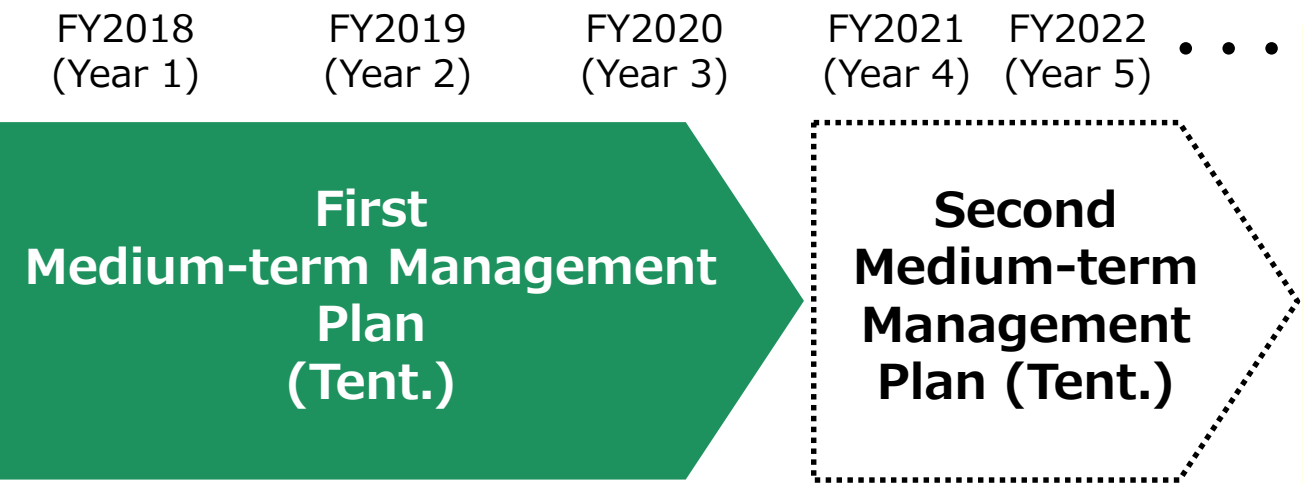 FY2018 FY2019 FY2020 FY2021 FY2022 ・・・
(Year 1) (Year 2) (Year 3) (Year 4) (Year 5)
First
Medium-term Management
Plan
(Tent.)
Second
Medium-term
Management
Plan (Tent.)